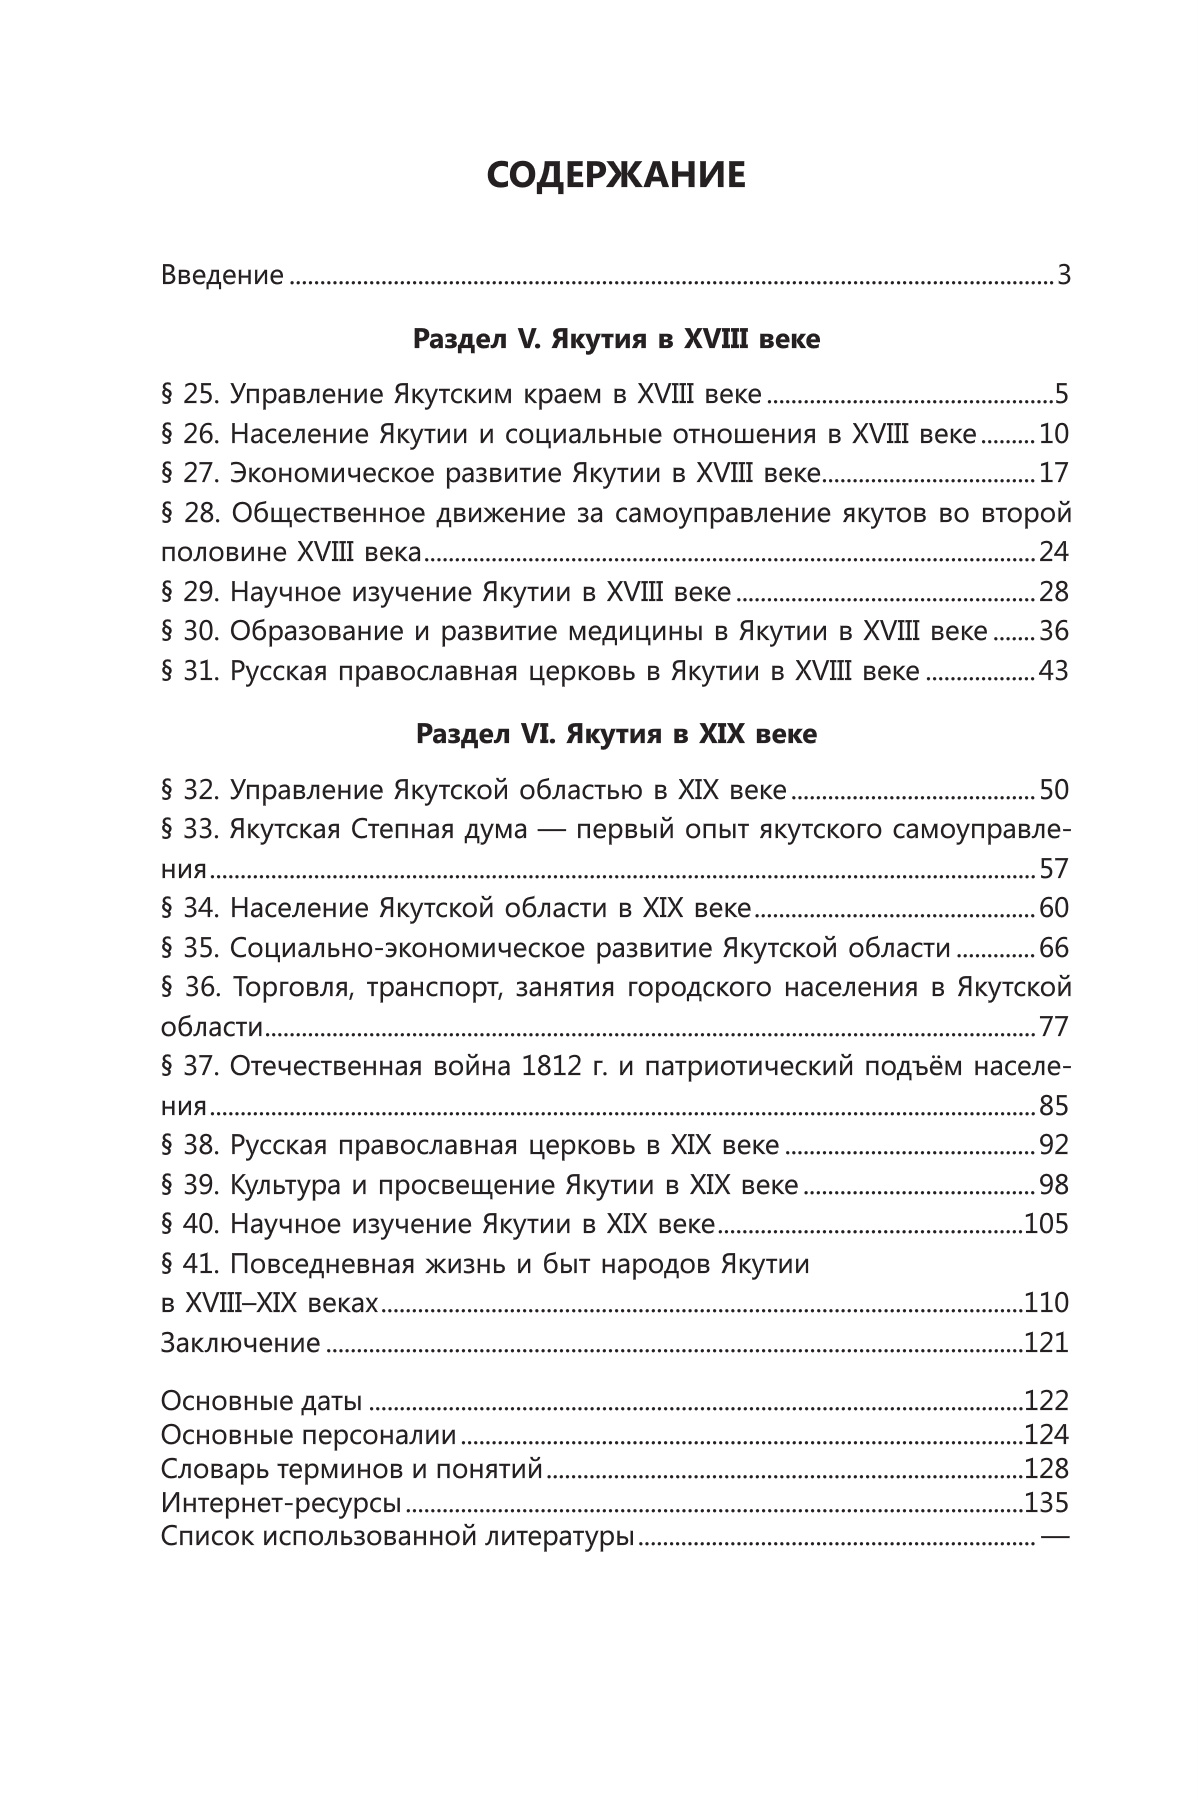 СОДЕРЖАНИЕ
Введение ........ 3
Раздел V. Якутия в XVIII веке
§ 25. Управление Якутским краем в XVIII веке ........ 5
§ 26. Население Якутии и социальные отношения в XVIII веке ........ 10
§ 27. Экономическое развитие Якутии в XVIII веке ........ 17
§ 28. Общественное движение за самоуправление якутов во второй
половине XVIII века ........ 24
§ 29. Научное изучение Якутии в XVIII веке ........ 28
§ 30. Образование и развитие медицины в Якутии в XVIII веке ........ 36
§ 31. Русская православная церковь в Якутии в XVIII веке ........ 43
Раздел VI. Якутия в XIX веке
§ 32. Управление Якутской областью в XIX веке ........ 50
§ 33. Якутская Степная дума — первый опыт якутского самоуправле-
ния ........ 57
§ 34. Население Якутской области в XIX веке ........ 60
§ 35. Социально-экономическое развитие Якутской области ........ 66
§ 36. Торговля, транспорт, занятия городского населения в Якутской
области ........ 77
§ 37. Отечественная война 1812 г. и патриотический подъём населе-
ния ........ 85
§ 38. Русская православная церковь в XIX веке ........ 92
§ 39. Культура и просвещение Якутии в XIX веке ........ 98
§ 40. Научное изучение Якутии в XIX веке ........ 105
§ 41. Повседневная жизнь и быт народов Якутии
в XVIII–XIX веках ........ 110
Заключение ........ 121
Основные даты ........ 122
Основные персоналии ........ 124
Словарь терминов и понятий ........ 128
Интернет-ресурсы ........ 135
Список использованной литературы ........ —